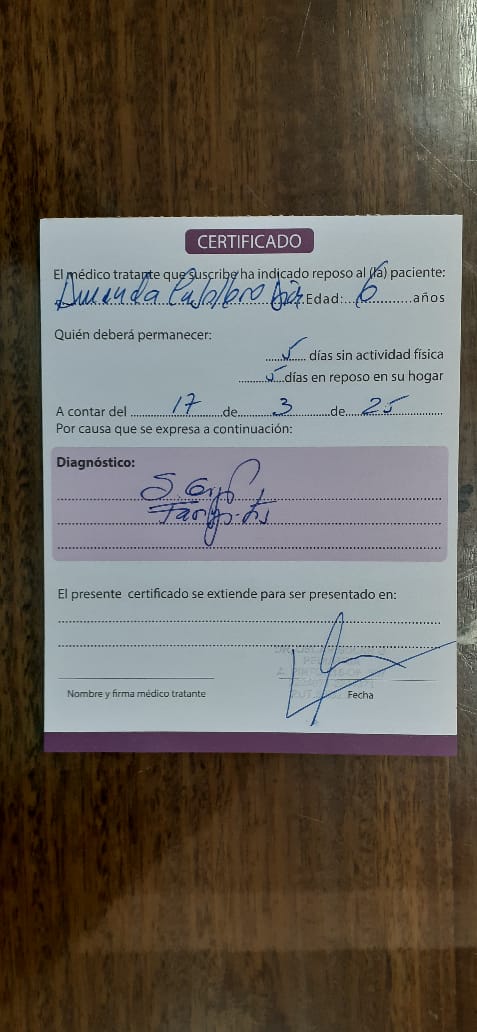 CERTIFICADO
El médico tratante que suscribe ha indicado reposo al (la) paciente:
Amanda Edad: 6 años
Quién deberá permanecer:
5 días sin actividad física
5 días en reposo en su hogar
A contar del 17 de 3 de 25
Por causa que se expresa a continuación:
Diagnóstico:
Faringitis
El presente certificado se extiende para ser presentado en:
Nombre y firma médico tratante Fecha